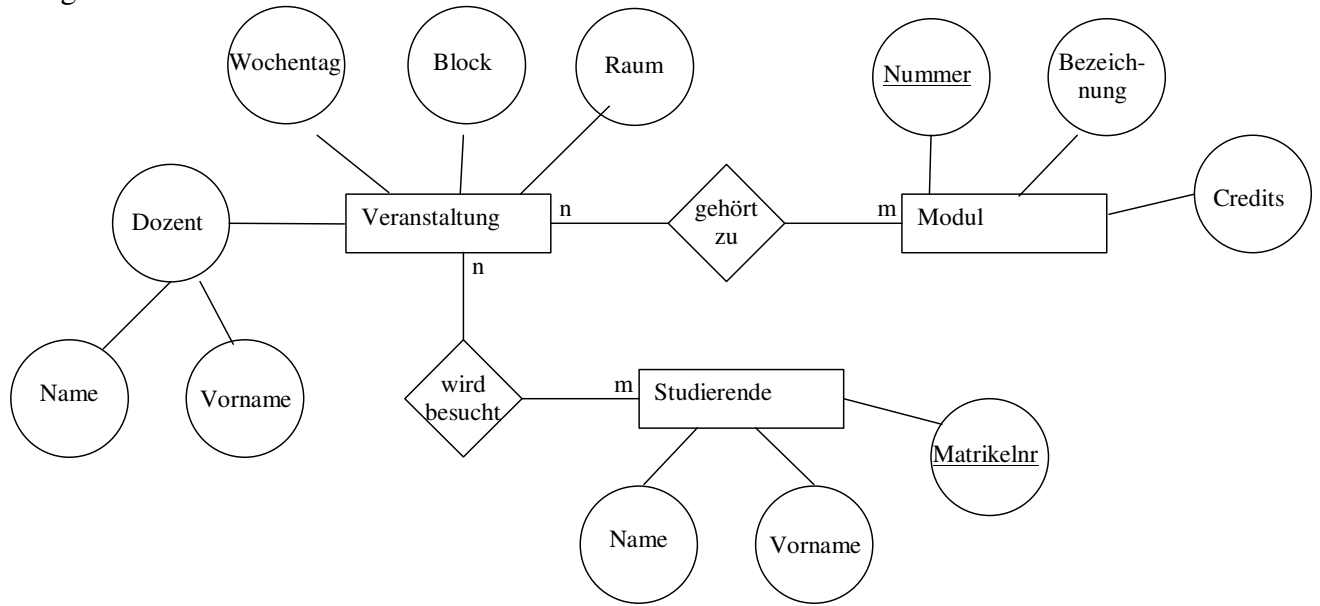 Wochentag
Block
Raum
Nummer
Bezeich-
nung
Credits
Dozent
Veranstaltung
n
gehört
zu
m
Modul
n
Name
Vorname
wird
besucht
m
Studierende
Matrikelnr
Name
Vorname